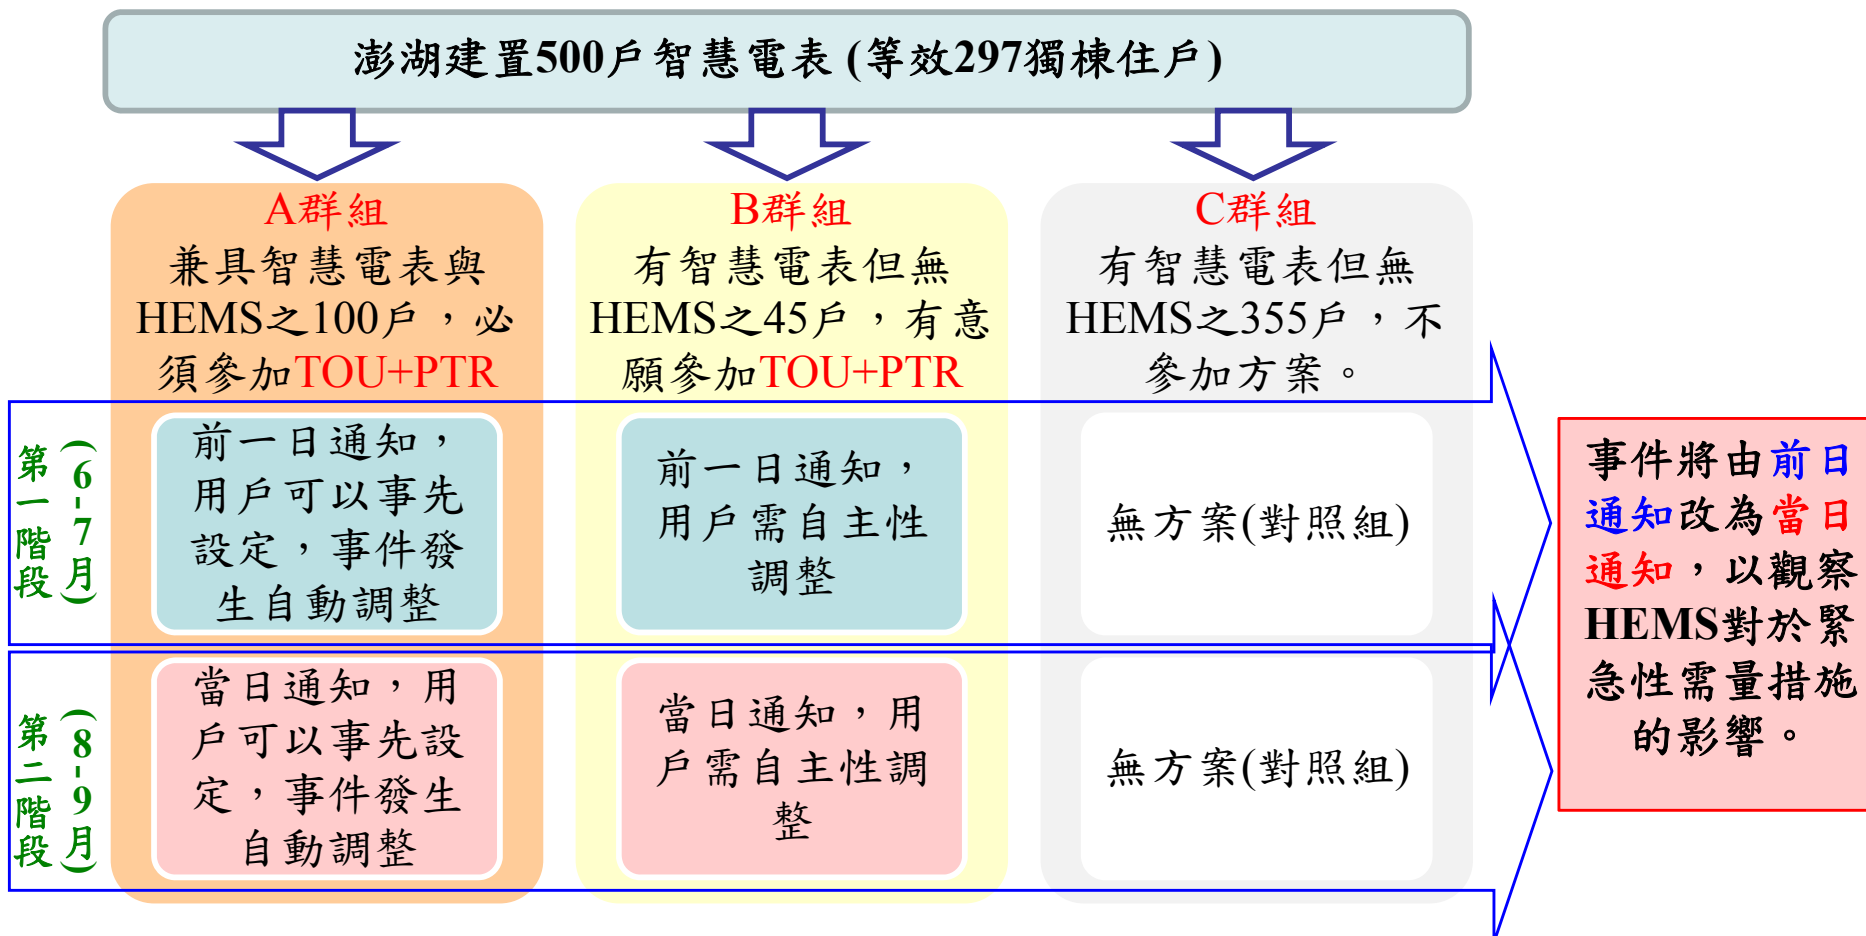 澎湖建置500戶智慧電表 (等效297獨棟住戶)
A群組
兼具智慧電表與
HEMS之100戶，必
須參加TOU+PTR
B群組
有智慧電表但無
HEMS之45戶，有意
願參加TOU+PTR
C群組
有智慧電表但無
HEMS之355戶，不
參加方案。
第一階段
(6-7月)
前一日通知，
用戶可以事先
設定，事件發
生自動調整
前一日通知，
用戶需自主性
調整
無方案(對照組)
第二階段
(8-9月)
當日通知，用
戶可以事先設
定，事件發生
自動調整
當日通知，用
戶需自主性調
整
無方案(對照組)
事件將由前日
通知改為當日
通知，以觀察
HEMS對於緊
急性需量措施
的影響。